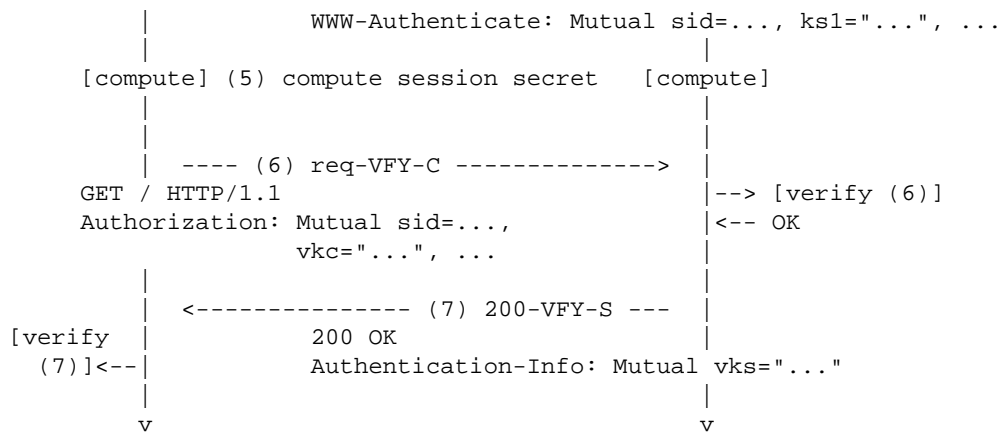 |            WWW-Authenticate: Mutual sid=..., ks1="...", ...
|                                    |
[compute] (5) compute session secret   [compute]
|                                    |
|                                    |
|  ---- (6) req-VFY-C -------------->  |
GET / HTTP/1.1                         |--> [verify (6)]
Authorization: Mutual sid=...,         |<-- OK
vkc="...", ...          |
|                                    |
|  <--------------- (7) 200-VFY-S ---  |
[verify  |          200 OK                    |
(7)]<--|          Authentication-Info: Mutual vks="..."
|                                    |
v                                    v